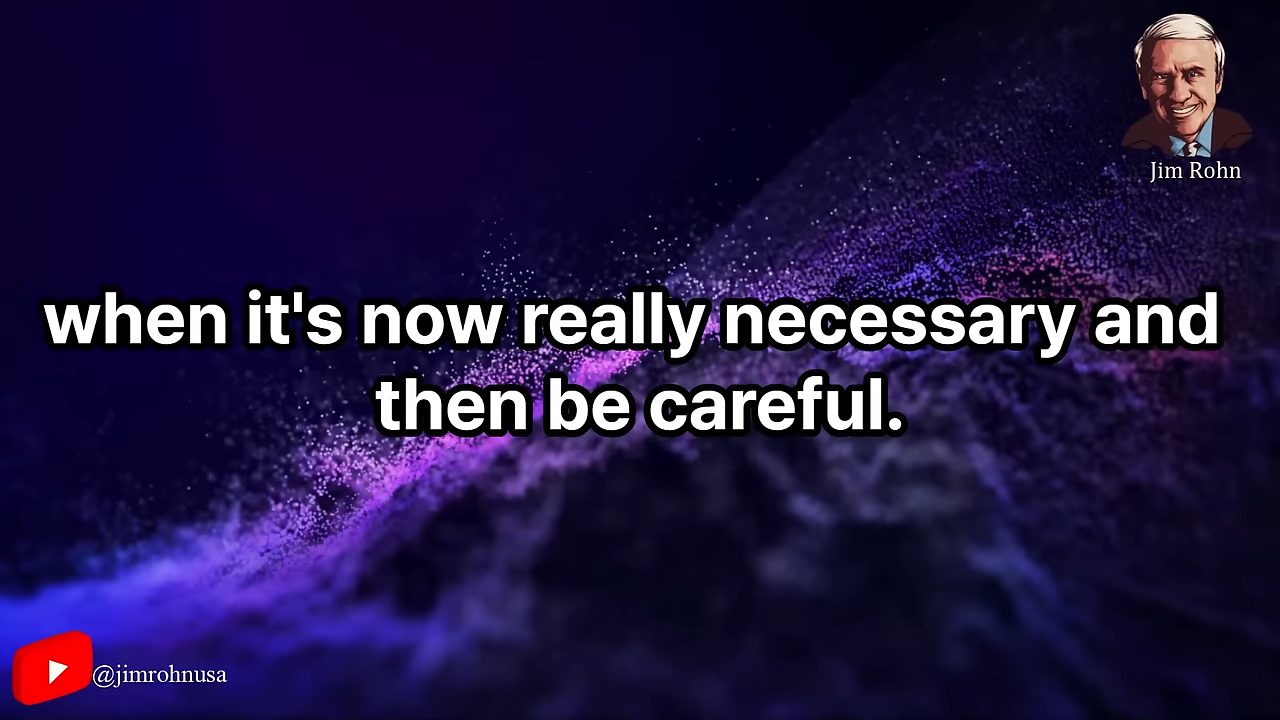 Jim Rohn
when it's now really necessary and
then be careful.
@jimrohnusa